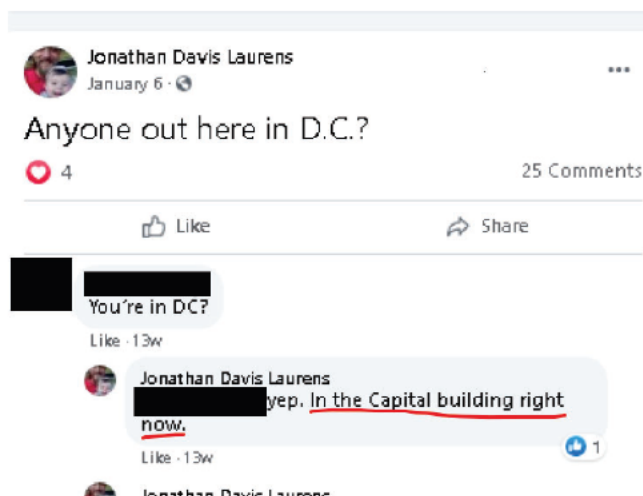 Jonathan Davis Laurens
January 6 ·
Anyone out here in D.C.?
4
25 Comments
Like
Share
You're in DC?
Like · 13w
Jonathan Davis Laurens
yep. In the Capital building right
now.
1
Like · 13w
Jonathan Davis Laurens